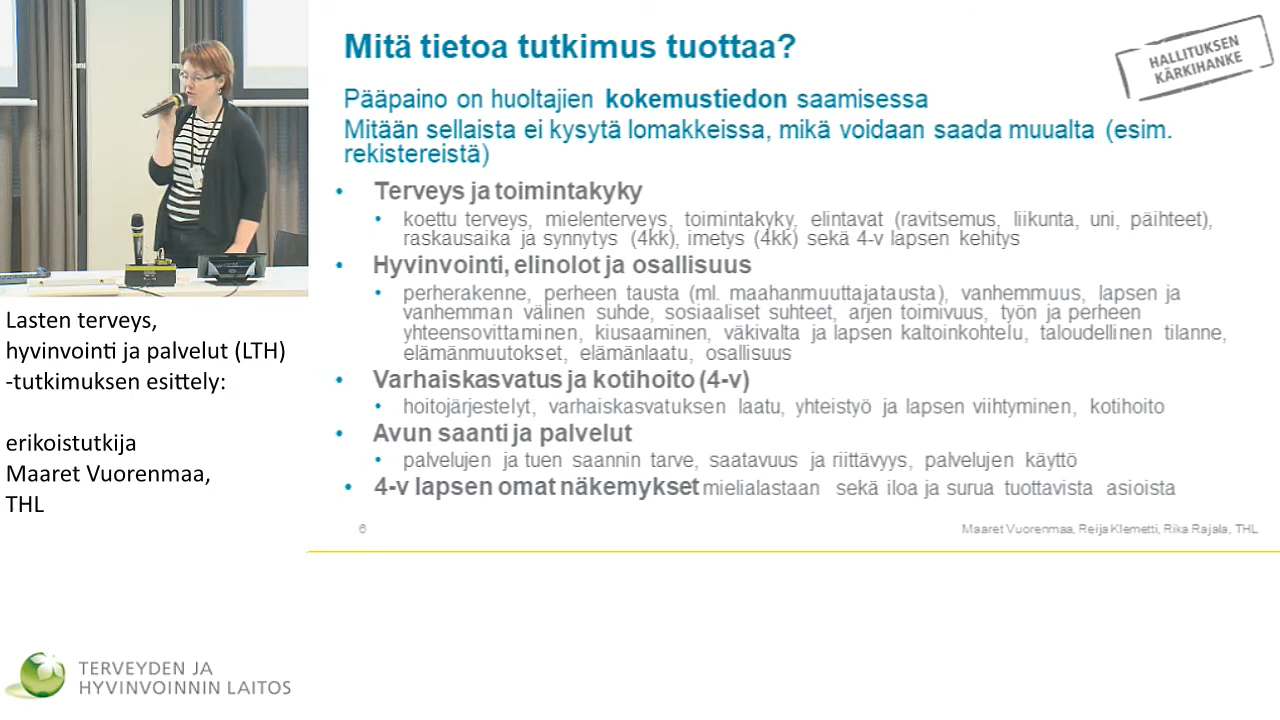 Mitä tietoa tutkimus tuottaa?
HALLITUKSEN
KÄRKIHANKE
Pääpaino on huoltajien kokemustiedon saamisessa
Mitään sellaista ei kysytä lomakkeissa, mikä voidaan saada muualta (esim.
rekistereistä)
• Terveys ja toimintakyky
• koettu terveys, mielenterveys, toimintakyky, elintavat (ravitsemus, liikunta, uni, päihteet),
raskausaika ja synnytys (4kk), imetys (4kk) sekä 4-v lapsen kehitys
• Hyvinvointi, elinolot ja osallisuus
• perherakenne, perheen tausta (ml. maahanmuuttajatausta), vanhemmuus, lapsen ja
vanhemman välinen suhde, sosiaaliset suhteet, arjen toimivuus, työn ja perheen
yhteensovittaminen, kiusaaminen, väkivalta ja lapsen kaltoinkohtelu, taloudellinen tilanne,
elämänmuutokset, elämänlaatu, osallisuus
• Varhaiskasvatus ja kotihoito (4-v)
• hoitojärjestelyt, varhaiskasvatuksen laatu, yhteistyö ja lapsen viihtyminen, kotihoito
• Avun saanti ja palvelut
• palvelujen ja tuen saannin tarve, saatavuus ja riittävyys, palvelujen käyttö
• 4-v lapsen omat näkemykset mielialastaan sekä iloa ja surua tuottavista asioista
6
Maaret Vuorenmaa, Reija Klemetti, Rika Rajala, THL
Lasten terveys,
hyvinvointi ja palvelut (LTH)
-tutkimuksen esittely:
erikoistutkija
Maaret Vuorenmaa,
THL
TERVEYDEN JA
HYVINVOINNIN LAITOS